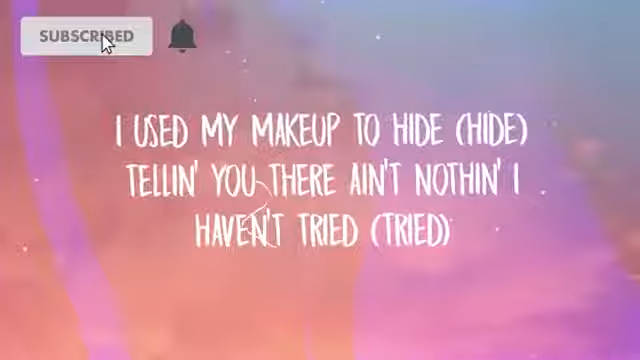 SUBSCRIBED
I USED MY MAKEUP TO HIDE (HIDE)
TELLIN' YOU THERE AIN'T NOTHIN' I
HAVEN'T TRIED (TRIED)